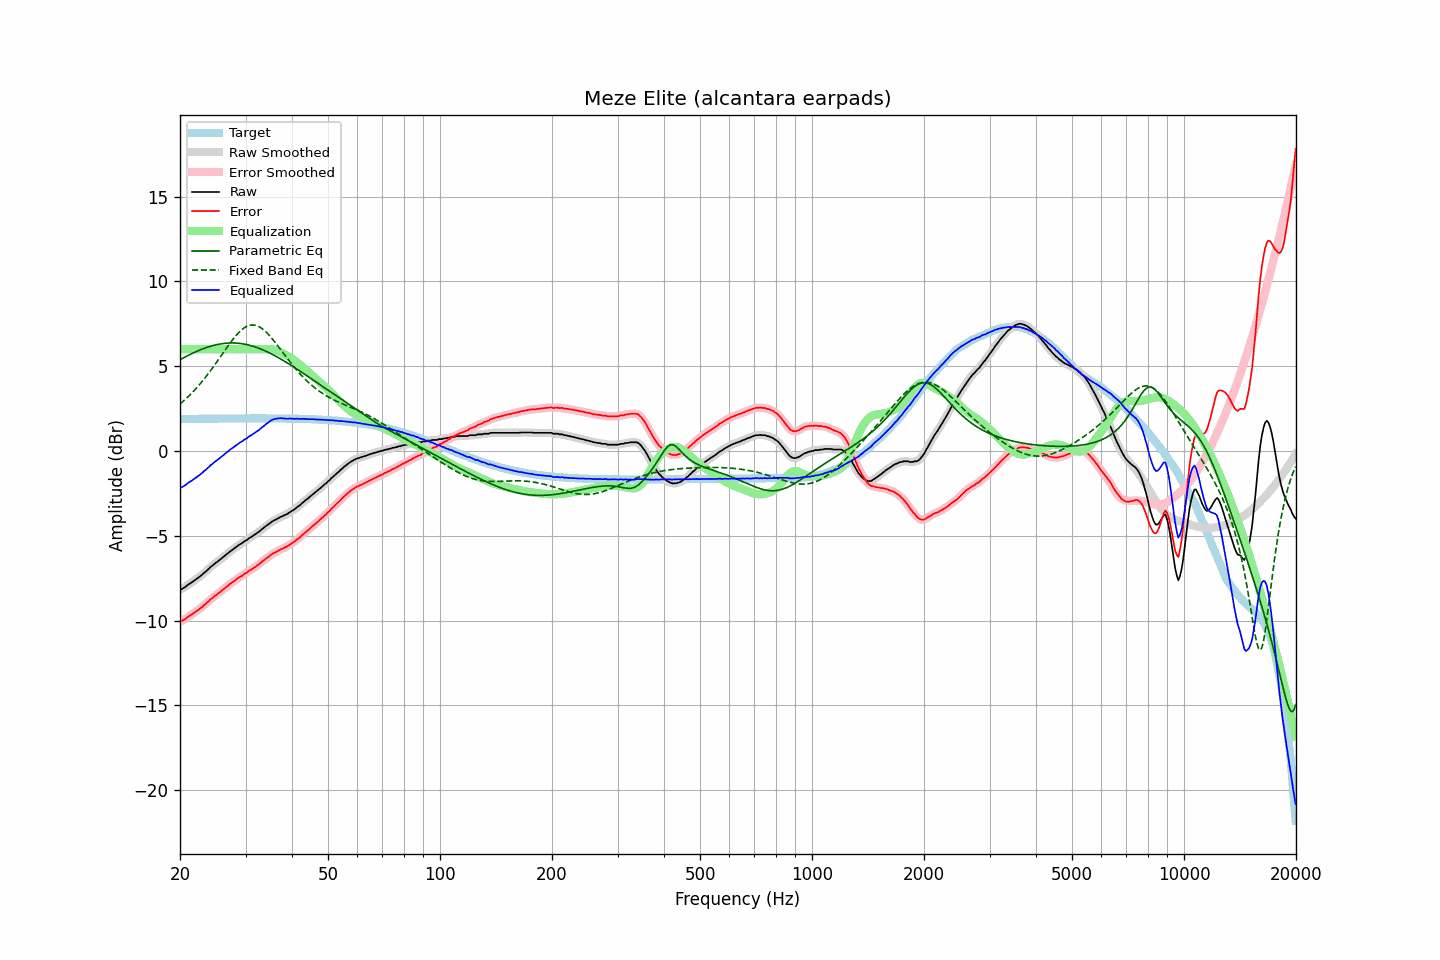 Meze Elite (alcantara earpads)
Target
Raw Smoothed
Error Smoothed
Raw
Error
Equalization
Parametric Eq
Fixed Band Eq
Equalized
15
10
5
0
−5
−10
−15
−20
Amplitude (dBr)
20 50 100 200 500 1000 2000 5000 10000 20000
Frequency (Hz)